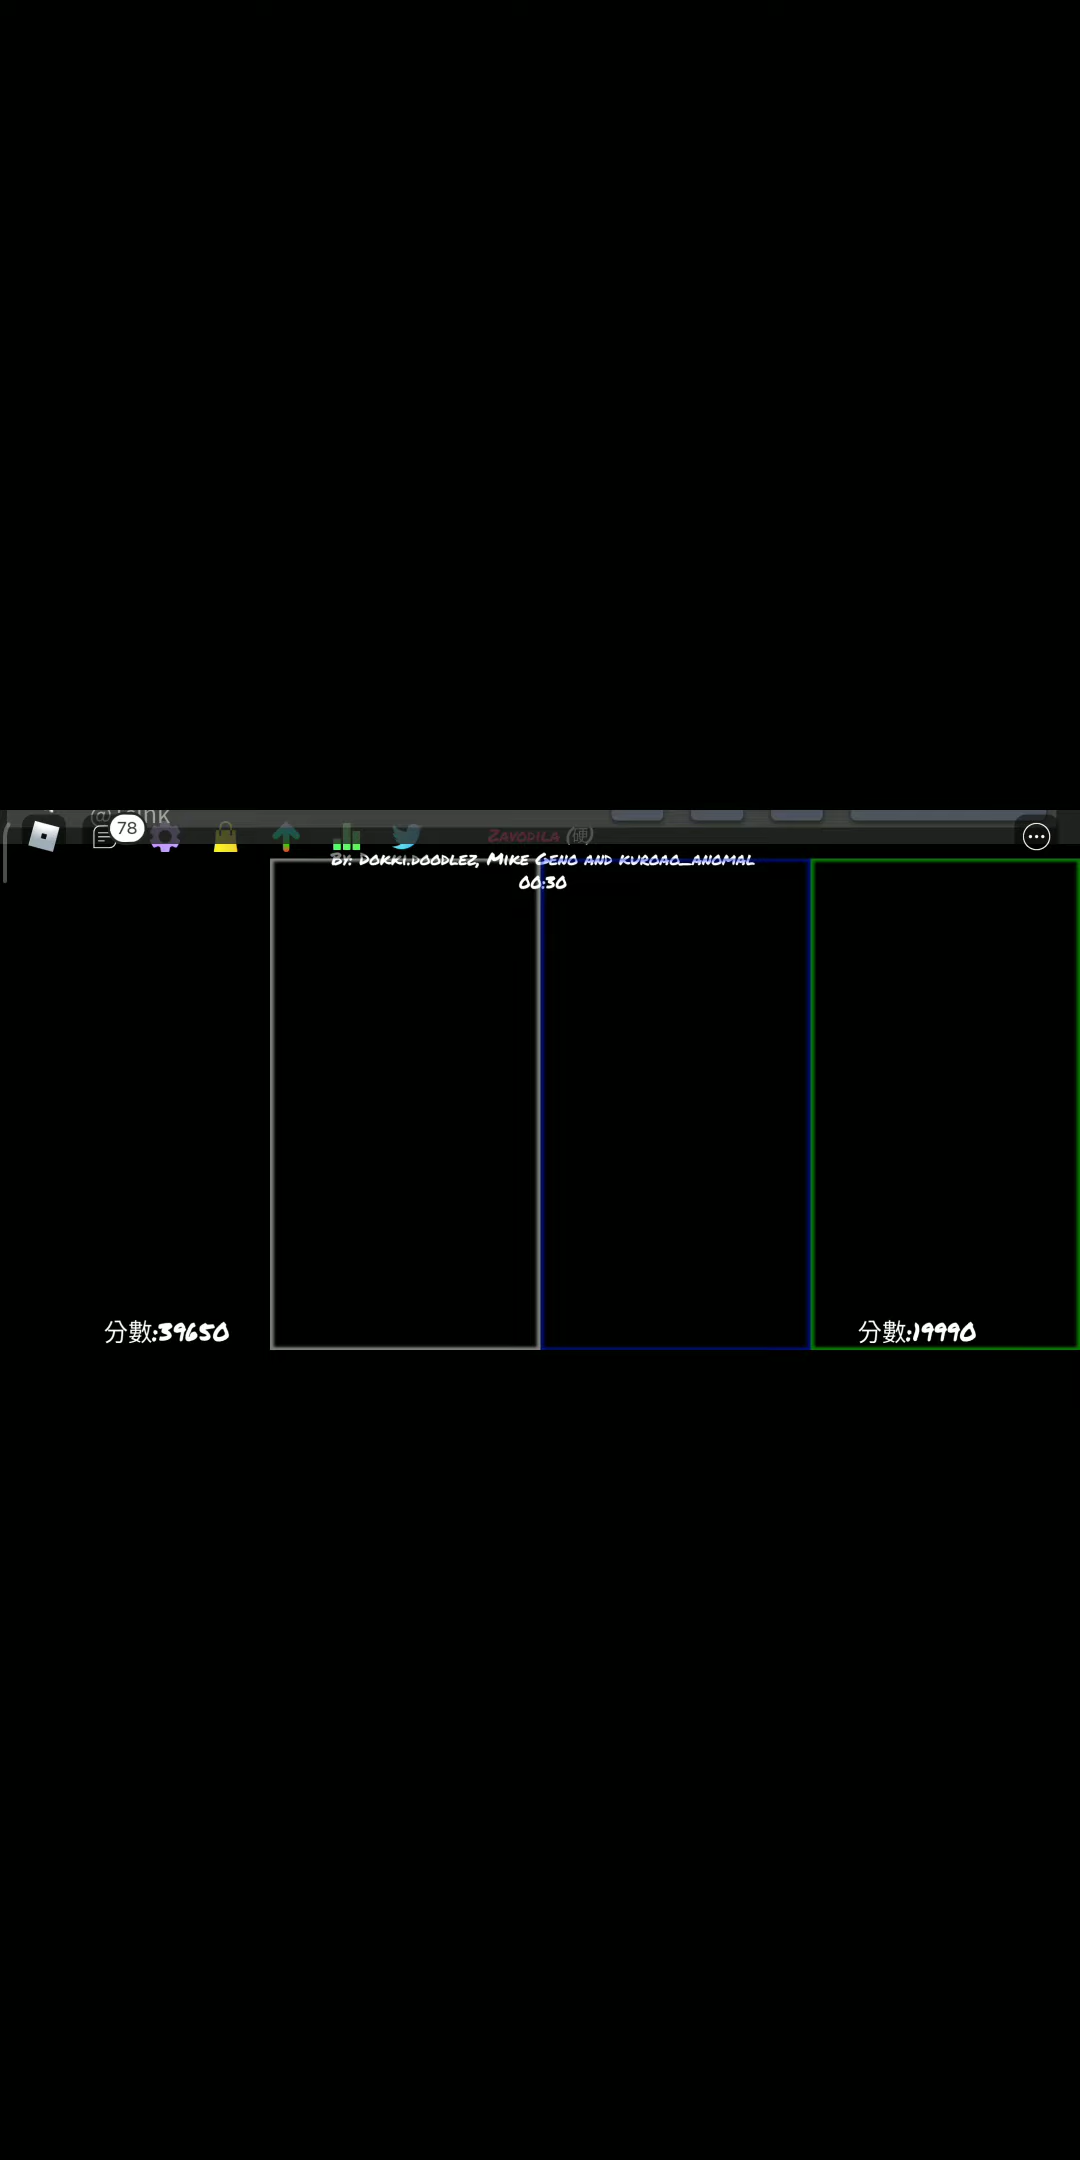 78
Zavodila (硬)
By: Dokki.doodlez, Mike Geno and kuroao_anomal
00:30
分數:39650
分數:19990